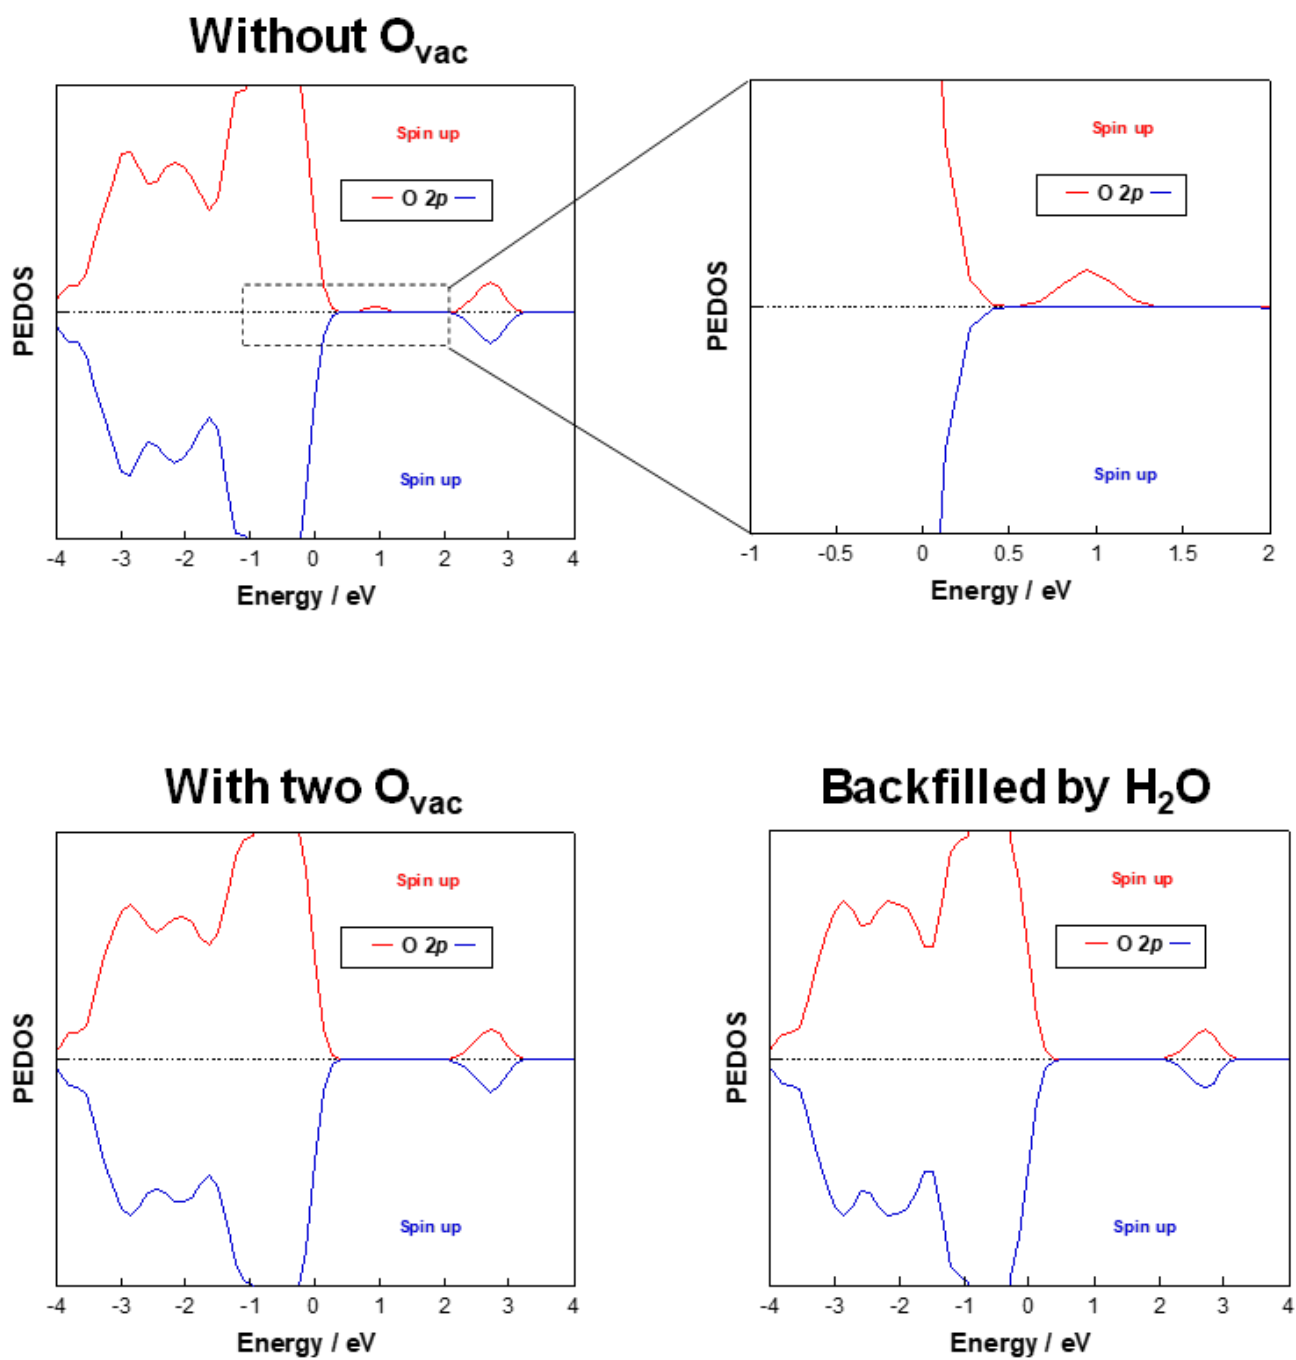 Without Ovac
Spin up
O 2p
Spin up
PEDOS
-4 -3 -2 -1 0 1 2 3 4
Energy / eV
Spin up
O 2p
Spin up
PEDOS
-1 -0.5 0 0.5 1 1.5 2
Energy / eV
With two Ovac
Spin up
O 2p
Spin up
PEDOS
-4 -3 -2 -1 0 1 2 3 4
Energy / eV
Backfilled by H2O
Spin up
O 2p
Spin up
PEDOS
-4 -3 -2 -1 0 1 2 3 4
Energy / eV